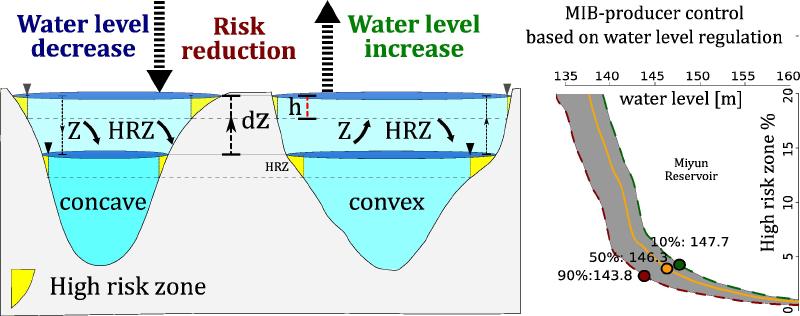 Water level
decrease
Risk
reduction
Water level
increase
Z HRZ
dz
h
Z HRZ
HRZ
concave
convex
High risk zone
MIB-producer control
based on water level regulation
135 140 145 150 155 160
water level [m]
20
15
10
5
0
High risk zone %
Miyun
Reservoir
10%: 147.7
50%: 146.3
90%:143.8